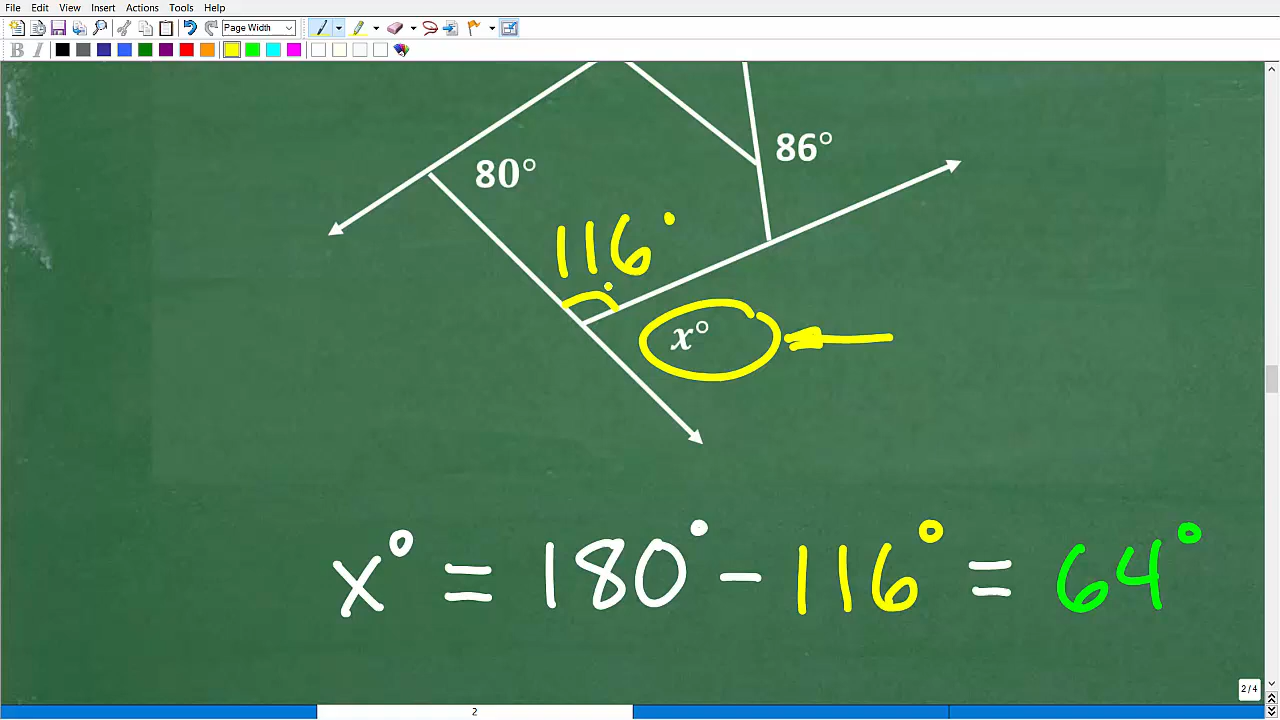 File Edit View Insert Actions Tools Help
Page Width
B I
80°
86°
116°
x°
x° = 180° - 116° = 64°
2 / 4
2